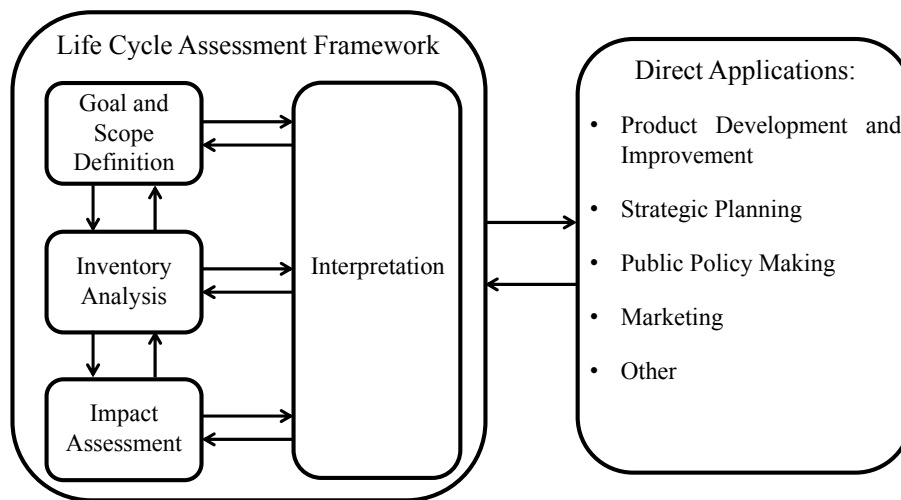 Life Cycle Assessment Framework
Goal and
Scope
Definition
Inventory
Analysis
Impact
Assessment
Interpretation
Direct Applications:
• Product Development and
Improvement
• Strategic Planning
• Public Policy Making
• Marketing
• Other